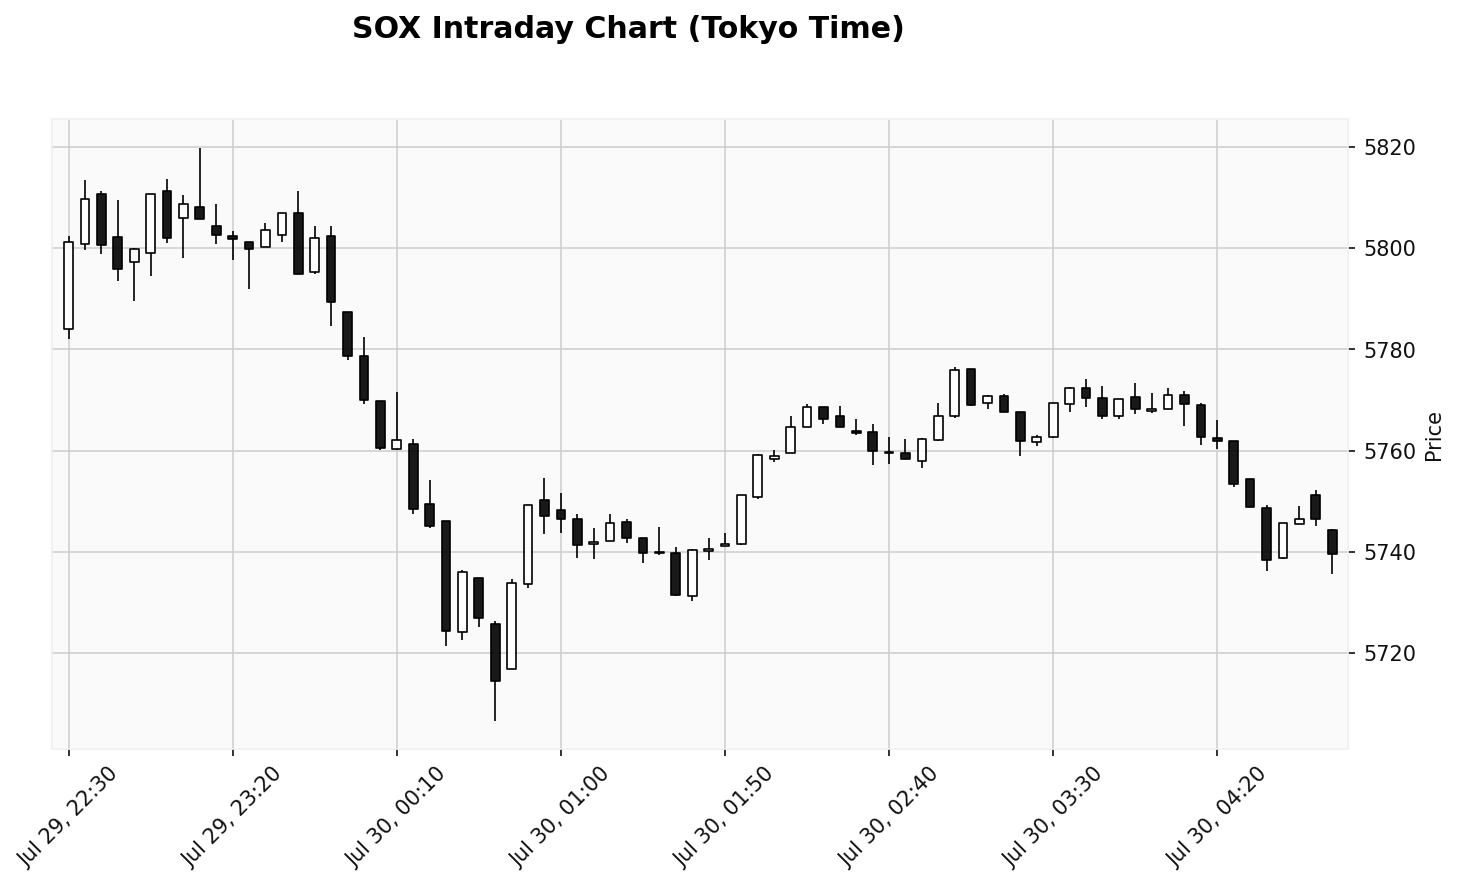 SOX Intraday Chart (Tokyo Time)
5820
5800
5780
5760
5740
5720
Price
Jul 29, 22:30
Jul 29, 23:20
Jul 30, 00:10
Jul 30, 01:00
Jul 30, 01:50
Jul 30, 02:40
Jul 30, 03:30
Jul 30, 04:20